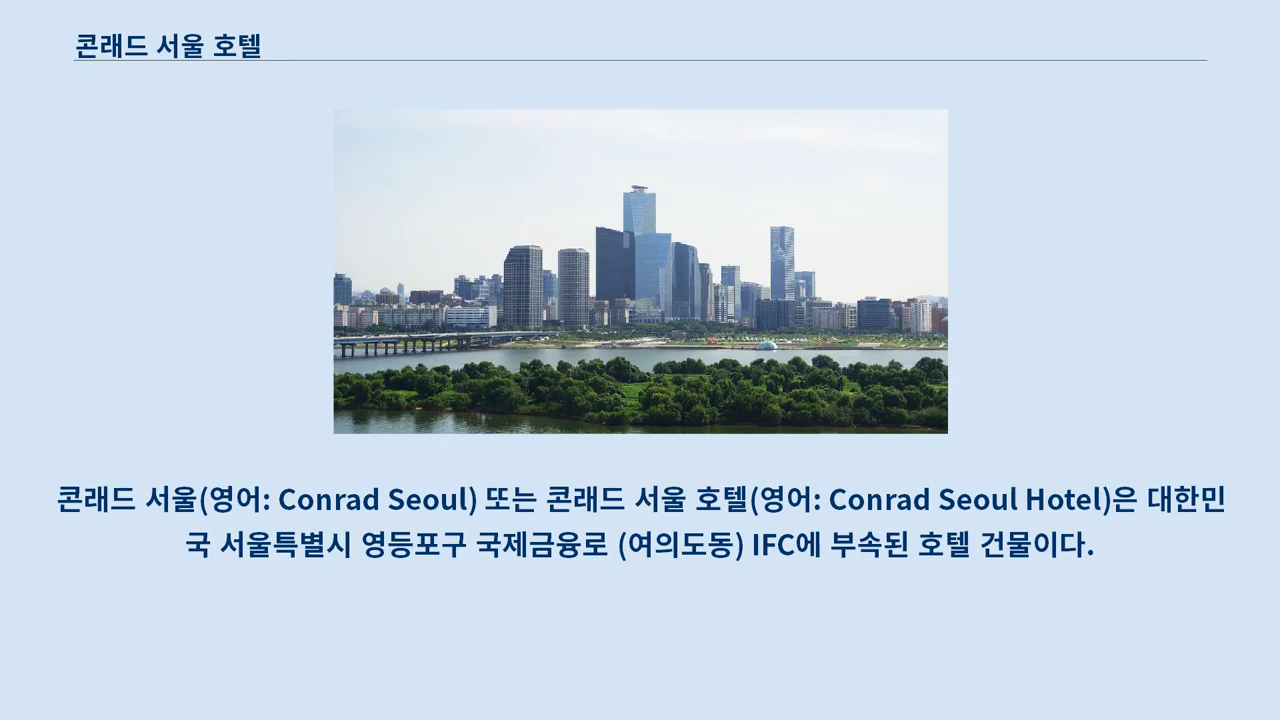 콘래드 서울 호텔
콘래드 서울(영어: Conrad Seoul) 또는 콘래드 서울 호텔(영어: Conrad Seoul Hotel)은 대한민
국 서울특별시 영등포구 국제금융로 (여의도동) IFC에 부속된 호텔 건물이다.